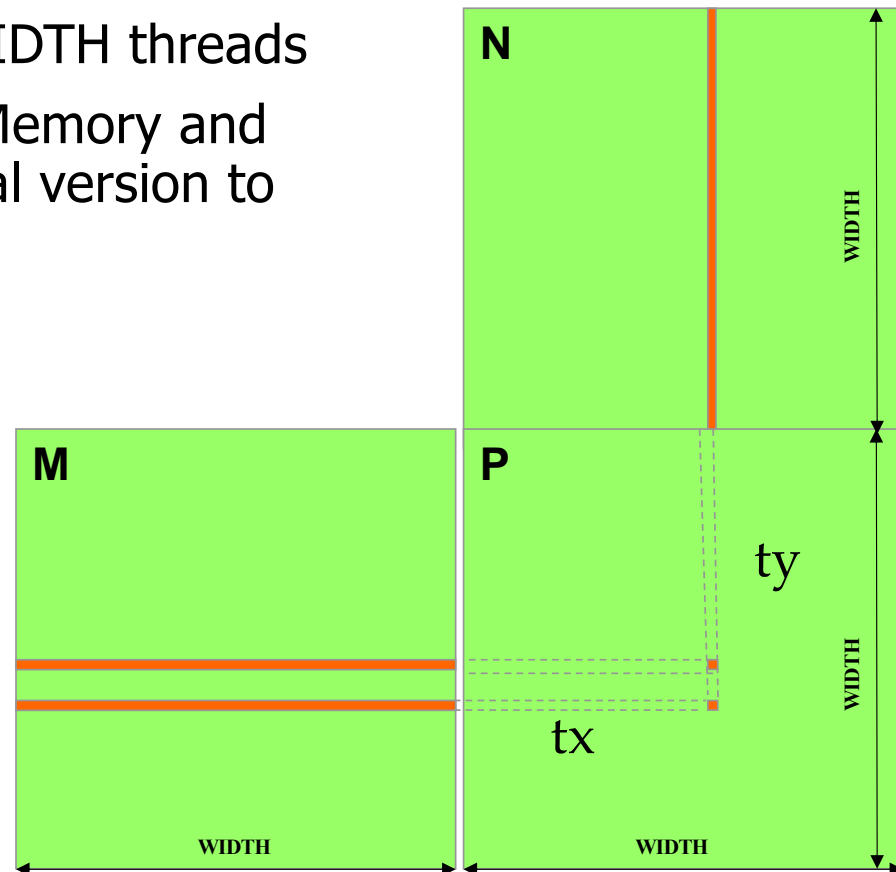 IDTH threads
Memory and
al version to
N
WIDTH
M
P
ty
WIDTH
tx
WIDTH
WIDTH